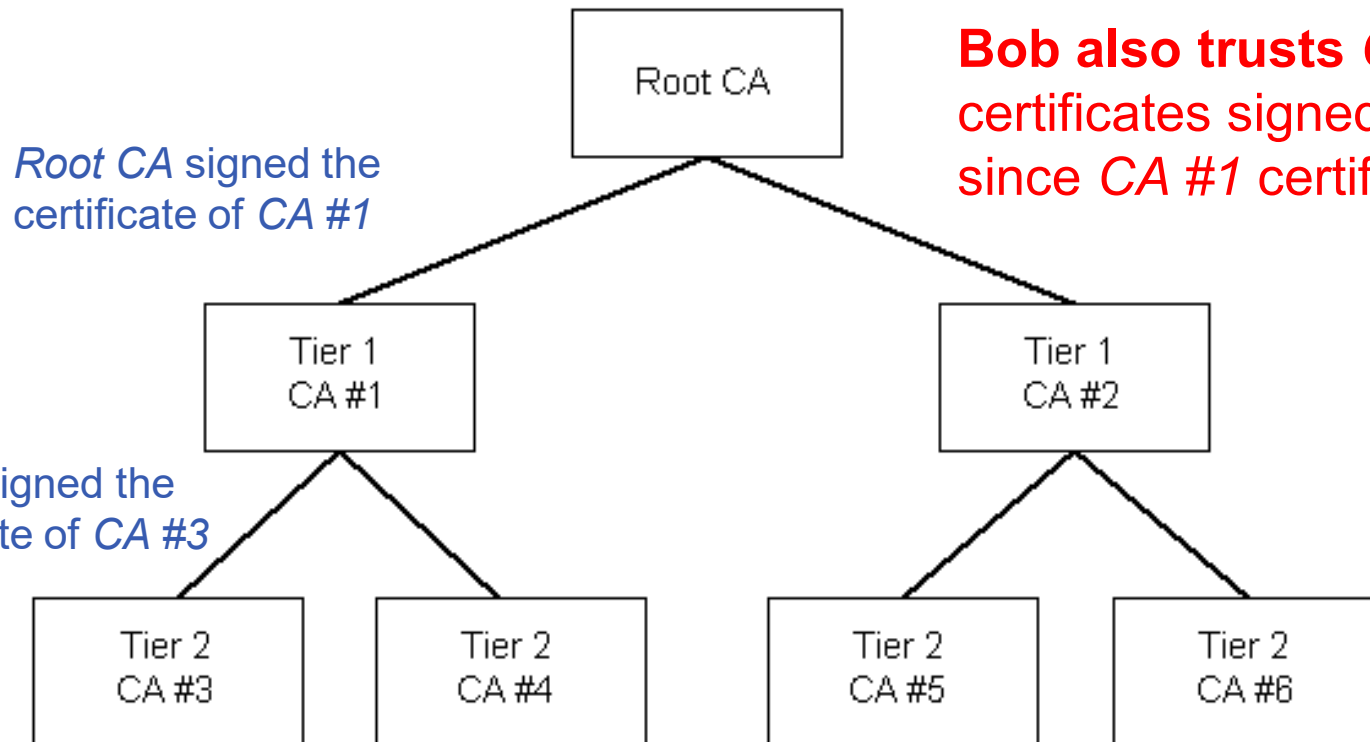 Root CA
Bob also trusts
certificates signed
since CA #1 certif
Root CA signed the
certificate of CA #1
Tier 1
CA #1
Tier 1
CA #2
igned the
te of CA #3
Tier 2
CA #3
Tier 2
CA #4
Tier 2
CA #5
Tier 2
CA #6